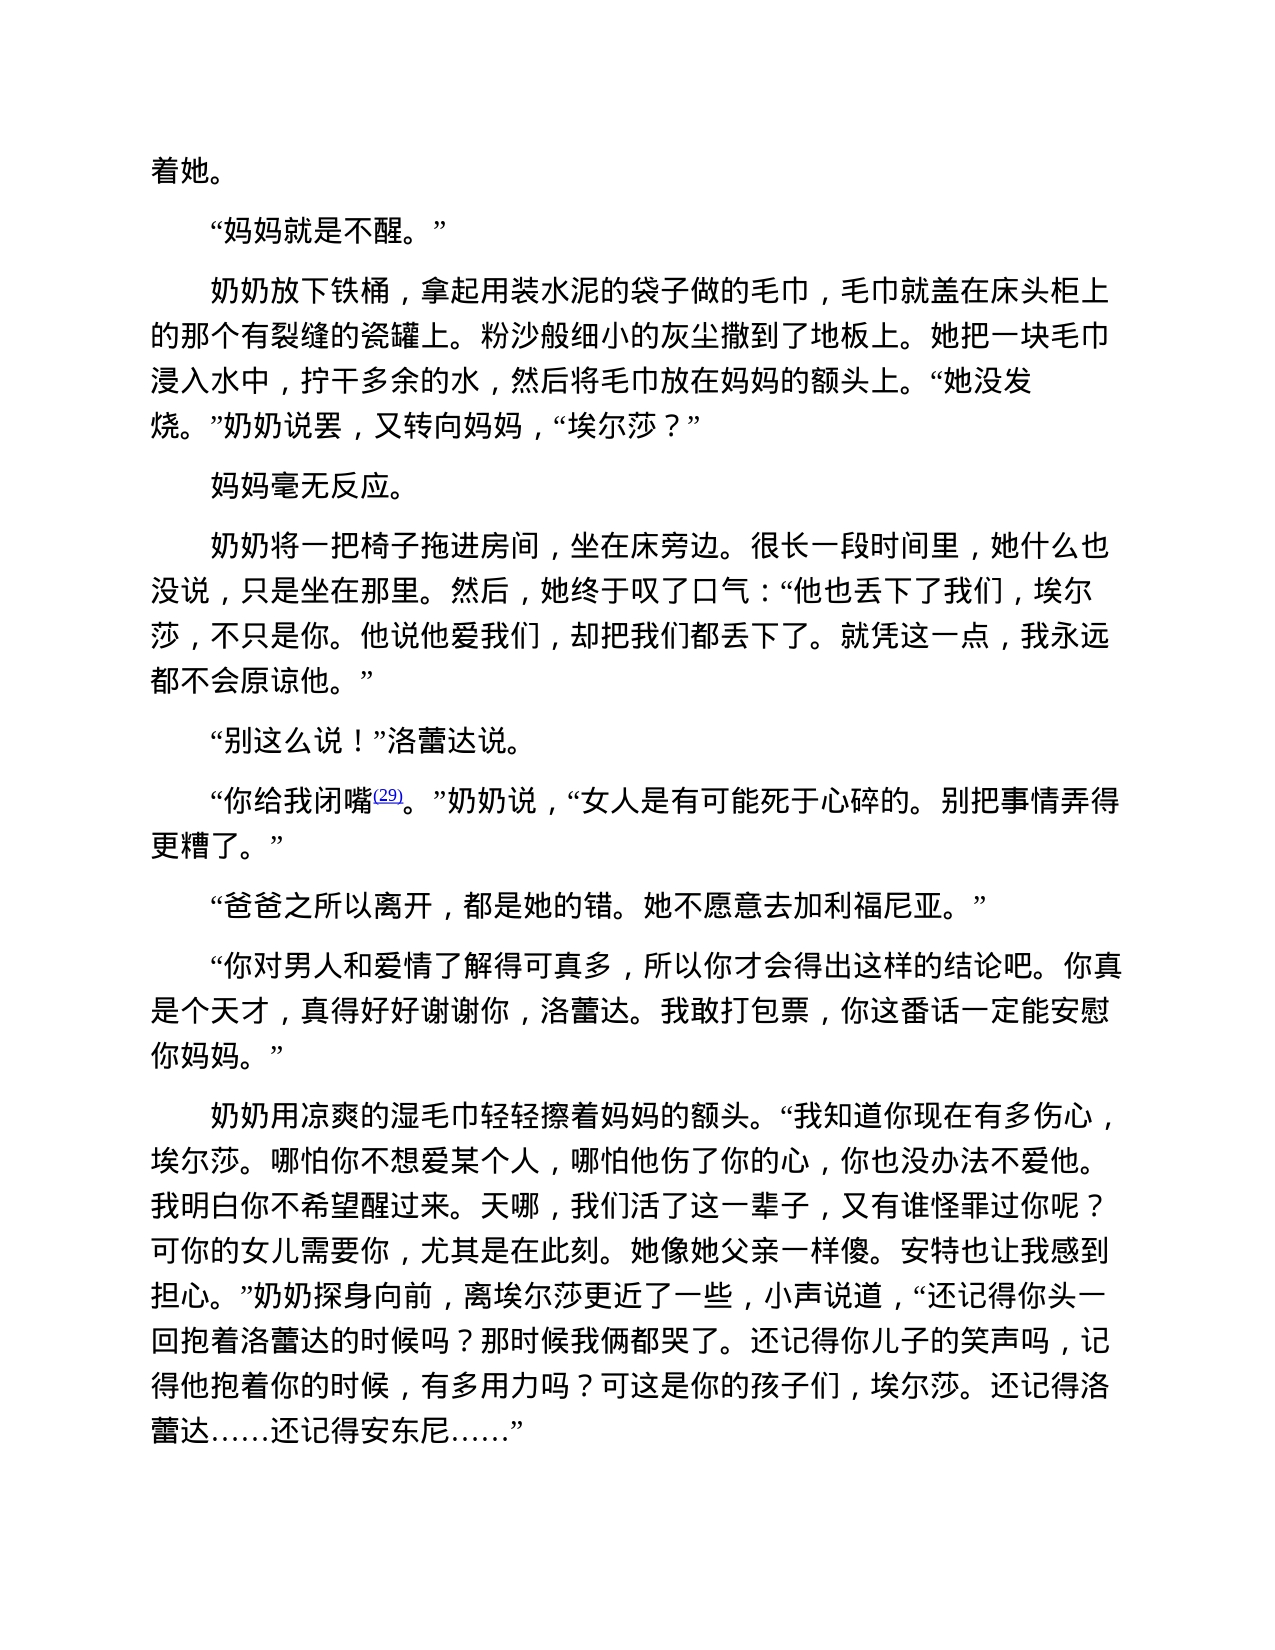 着她。
“妈妈就是不醒。”
奶奶放下铁桶，拿起用装水泥的袋子做的毛巾，毛巾就盖在床头柜上
的那个有裂缝的瓷罐上。粉沙般细小的灰尘撒到了地板上。她把一块毛巾
浸入水中，拧干多余的水，然后将毛巾放在妈妈的额头上。“她没发
烧。”奶奶说罢，又转向妈妈，“埃尔莎？”
妈妈毫无反应。
奶奶将一把椅子拖进房间，坐在床旁边。很长一段时间里，她什么也
没说，只是坐在那里。然后，她终于叹了口气：“他也丢下了我们，埃尔
莎，不只是你。他说他爱我们，却把我们都丢下了。就凭这一点，我永远
都不会原谅他。”
“别这么说！”洛蕾达说。
“你给我闭嘴(29)。”奶奶说，“女人是有可能死于心碎的。别把事情弄得
更糟了。”
“爸爸之所以离开，都是她的错。她不愿意去加利福尼亚。”
“你对男人和爱情了解得可真多，所以你才会得出这样的结论吧。你真
是个天才，真得好好谢谢你，洛蕾达。我敢打包票，你这番话一定能安慰
你妈妈。”
奶奶用凉爽的湿毛巾轻轻擦着妈妈的额头。“我知道你现在有多伤心，
埃尔莎。哪怕你不想爱某个人，哪怕他伤了你的心，你也没办法不爱他。
我明白你不希望醒过来。天哪，我们活了这一辈子，又有谁怪罪过你呢？
可你的女儿需要你，尤其是在此刻。她像她父亲一样傻。安特也让我感到
担心。”奶奶探身向前，离埃尔莎更近了一些，小声说道，“还记得你头一
回抱着洛蕾达的时候吗？那时候我俩都哭了。还记得你儿子的笑声吗，记
得他抱着你的时候，有多用力吗？可这是你的孩子们，埃尔莎。还记得洛
蕾达……还记得安东尼……”